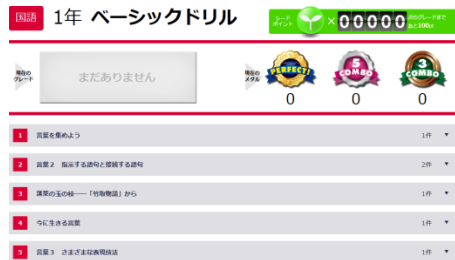 国語 1年 ベーシックドリル
シード
ポイント
×00000
次のグレードまで
あと100pt
現在の
グレード
まだありません
現在の
メダル
PERFECT!
5
COMBO
3
COMBO
0 0 0
1 言葉を集めよう 1件 ▼
2 言葉2 指示する語句と接続する語句 2件 ▼
3 蓬萊の玉の枝――「竹取物語」から 1件 ▼
4 今に生きる言葉 1件 ▼
5 言葉3 さまざまな表現技法 1件 ▼